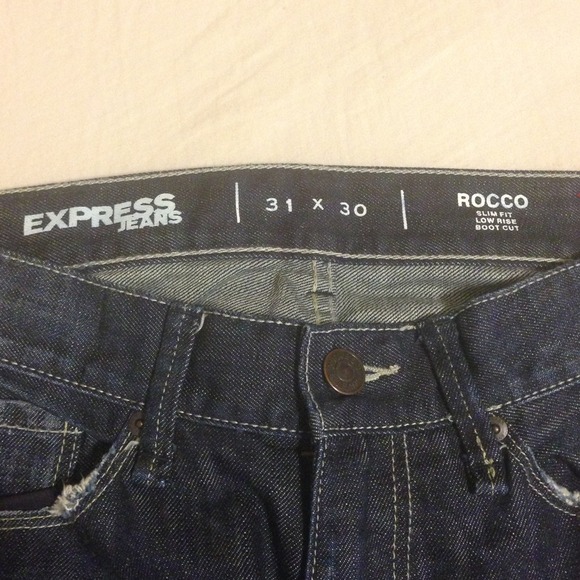 EXPRESS
JEANS
31 X 30
ROCCO
SLIM FIT
LOW RISE
BOOT CUT